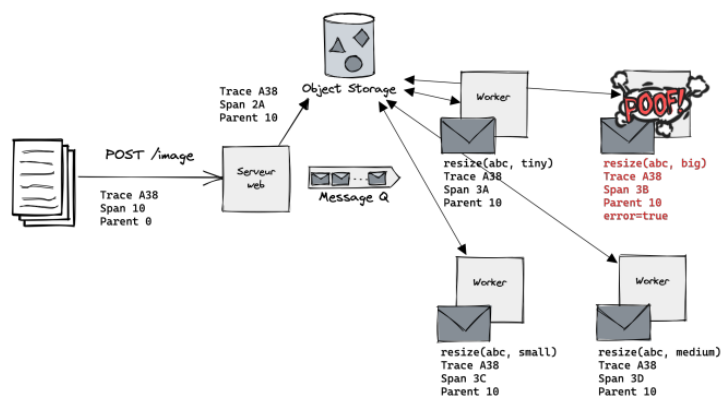 Trace A38
Span 2A
Parent 10
Object Storage
Worker
POOF!
POST /image
Trace A38
Span 10
Parent 0
Serveur
web
Message Q
resize(abc, tiny)
Trace A38
Span 3A
Parent 10
resize(abc, big)
Trace A38
Span 3B
Parent 10
error=true
Worker
resize(abc, small)
Trace A38
Span 3C
Parent 10
Worker
resize(abc, medium)
Trace A38
Span 3D
Parent 10